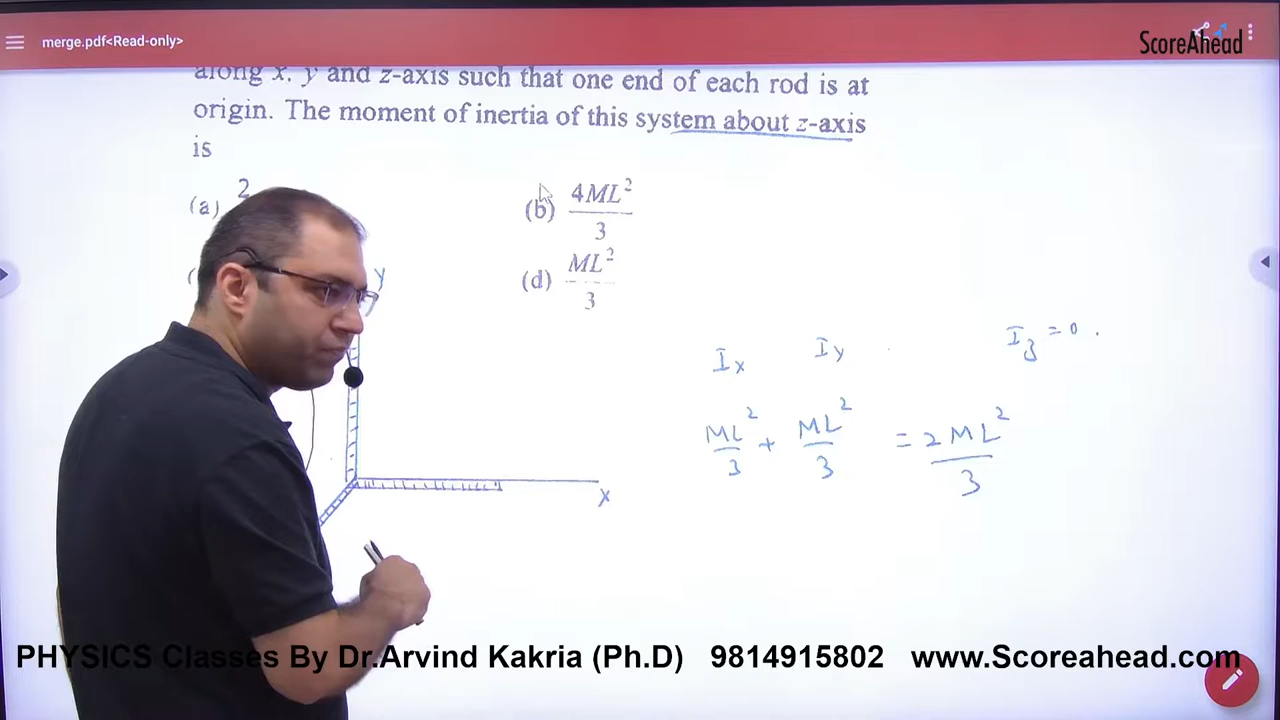 merge.pdf<Read-only>
ScoreAhead
along x, y and z-axis such that one end of each rod is at
origin. The moment of inertia of this system about z-axis
is
(a) 2
(b) 4ML²/3
(d) ML²/3
Y
X
Ix Iy I3 = 0 .
ML²/3 + ML²/3 = 2ML²/3
PHYSICS Classes By Dr.Arvind Kakria (Ph.D) 9814915802 www.Scoreahead.com